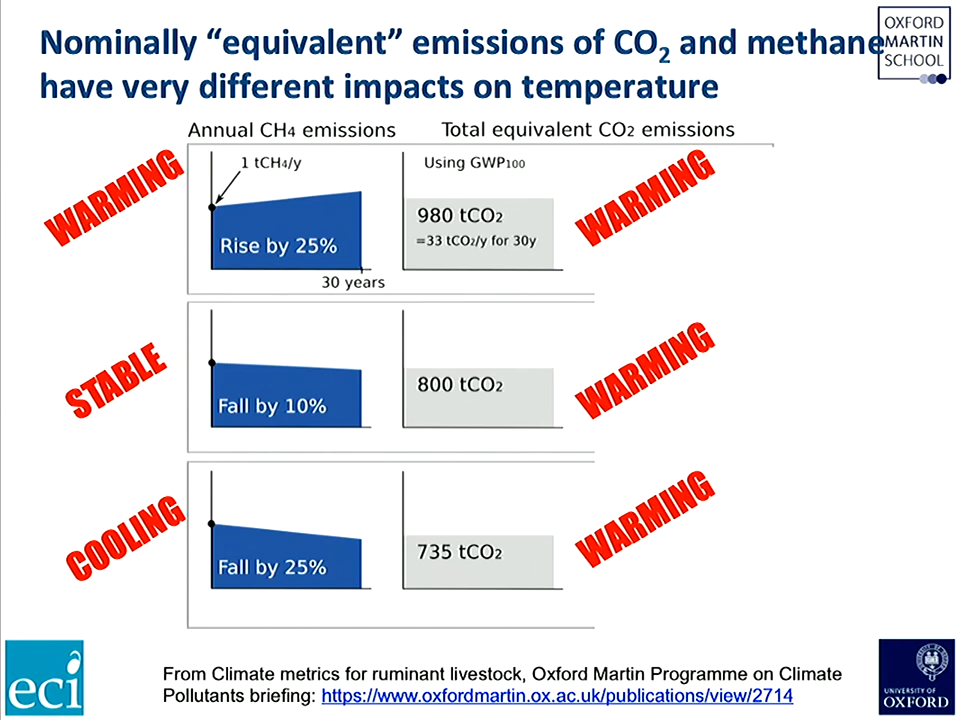 Nominally “equivalent” emissions of CO₂ and methane
have very different impacts on temperature
OXFORD
MARTIN
SCHOOL
Annual CH4 emissions
Total equivalent CO2 emissions
WARMING
1 tCH4/y
Rise by 25%
30 years
Using GWP100
980 tCO2
=33 tCO2/y for 30y
WARMING
STABLE
Fall by 10%
800 tCO2
WARMING
COOLING
Fall by 25%
735 tCO2
WARMING
eci
From Climate metrics for ruminant livestock, Oxford Martin Programme on Climate
Pollutants briefing: https://www.oxfordmartin.ox.ac.uk/publications/view/2714
UNIVERSITY OF
OXFORD